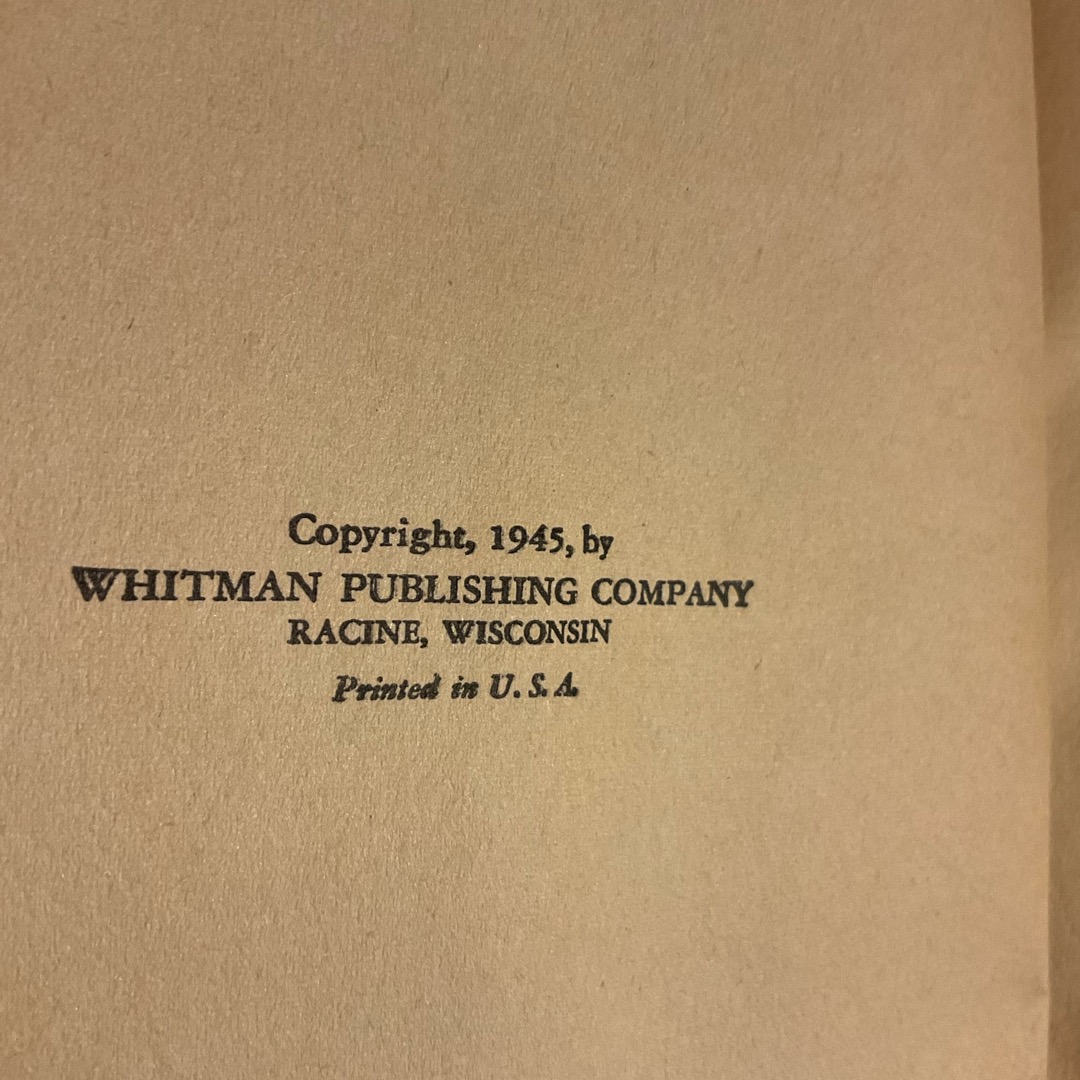 Copyright, 1945, by
WHITMAN PUBLISHING COMPANY
RACINE, WISCONSIN
Printed in U. S. A.